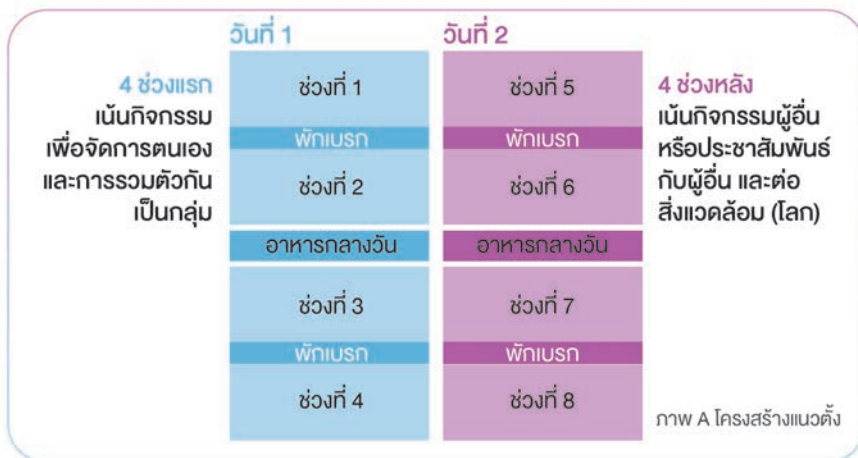 วันที่ 1
วันที่ 2
4 ช่วงแรก
เน้นกิจกรรม
เพื่อจัดการตนเอง
และการรวมตัวกัน
เป็นกลุ่ม
ช่วงที่ 1
พักเบรก
ช่วงที่ 2
อาหารกลางวัน
ช่วงที่ 3
พักเบรก
ช่วงที่ 4
ช่วงที่ 5
พักเบรก
ช่วงที่ 6
อาหารกลางวัน
ช่วงที่ 7
พักเบรก
ช่วงที่ 8
4 ช่วงหลัง
เน้นกิจกรรมผู้อื่น
หรือประชาสัมพันธ์
กับผู้อื่น และต่อ
สิ่งแวดล้อม (โลก)
ภาพ A โครงสร้างแนวตั้ง